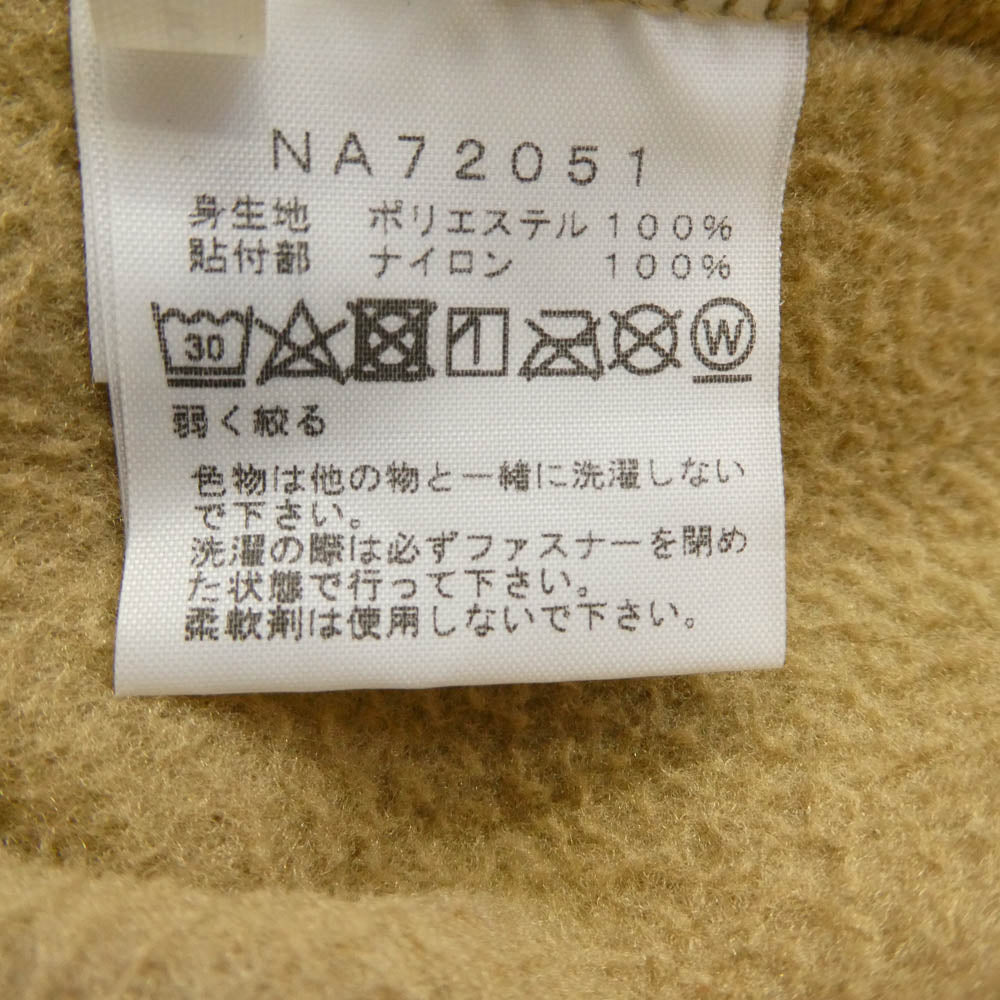 NA72051
身生地 ポリエステル 100%
貼付部 ナイロン 100%
30 W
弱く絞る
色物は他の物と一緒に洗濯しない
で下さい。
洗濯の際は必ずファスナーを閉め
た状態で行って下さい。
柔軟剤は使用しないで下さい。